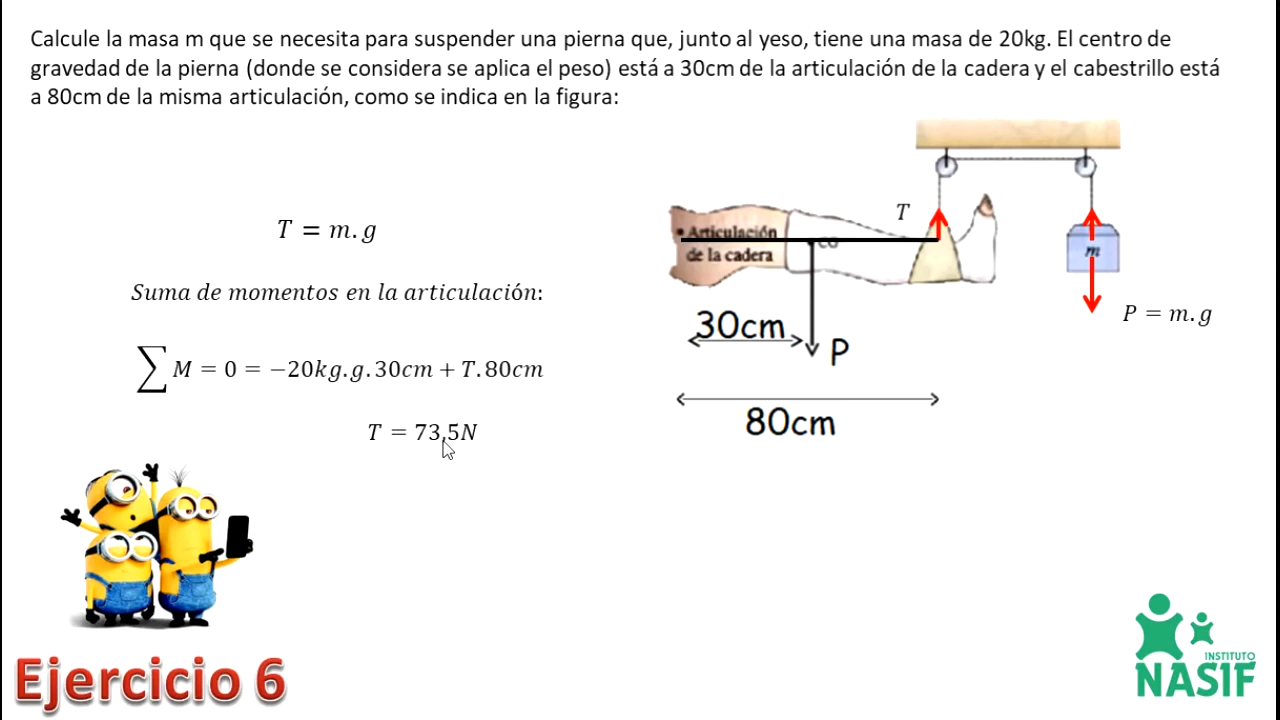 Calcule la masa m que se necesita para suspender una pierna que, junto al yeso, tiene una masa de 20kg. El centro de
gravedad de la pierna (donde se considera se aplica el peso) está a 30cm de la articulación de la cadera y el cabestrillo está
a 80cm de la misma articulación, como se indica en la figura:
T = m.g
Suma de momentos en la articulación:
∑ M = 0 = −20kg.g.30cm + T.80cm
T = 73,5N
T
Articulación
de la cadera
CG
m
30cm
P
P = m.g
80cm
Ejercicio 6
INSTITUTO
NASIF